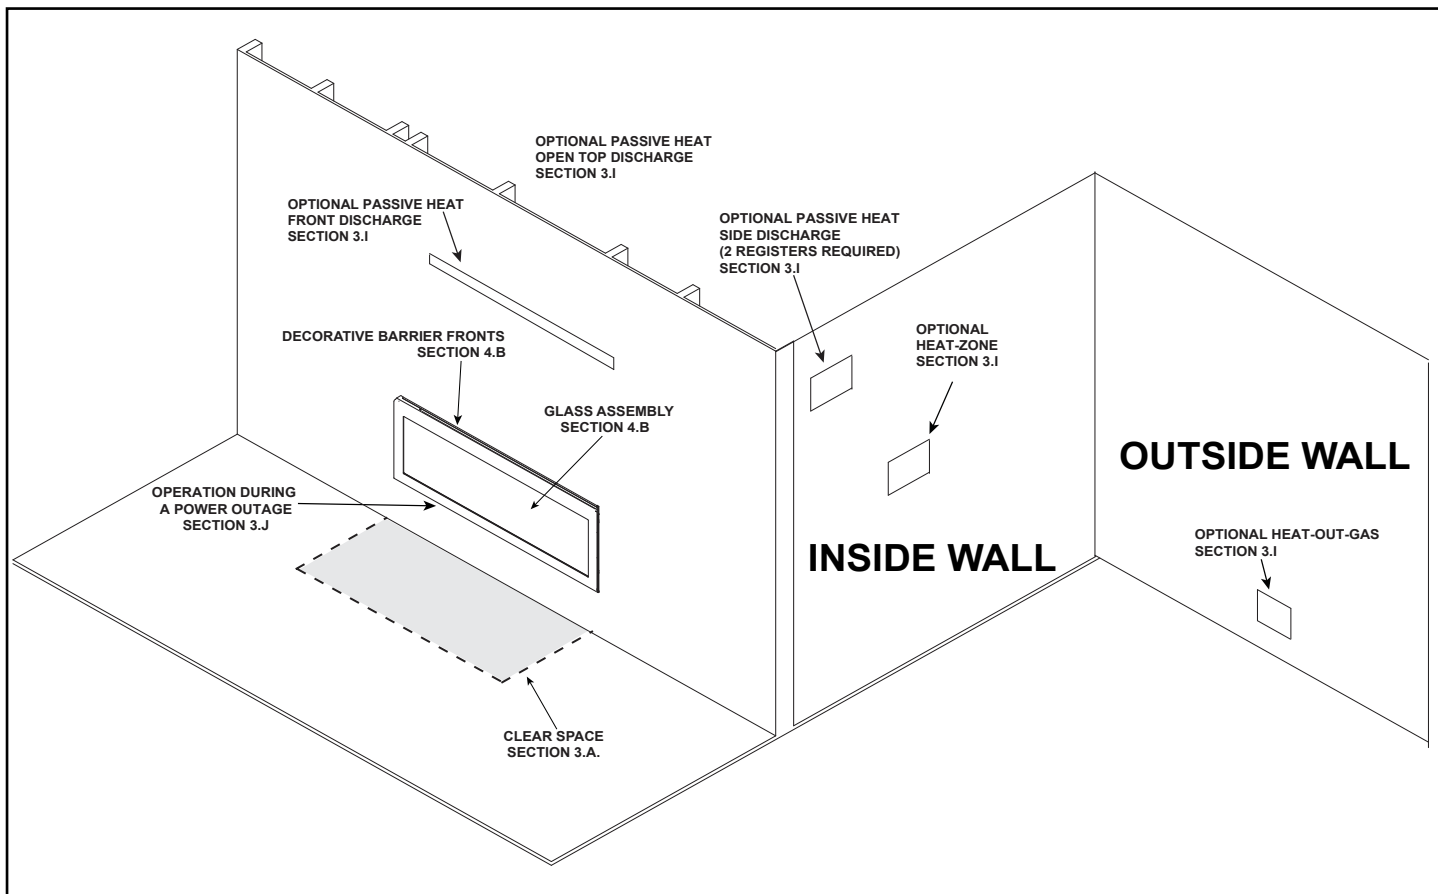 OPTIONAL PASSIVE HEAT
OPEN TOP DISCHARGE
SECTION 3.I
OPTIONAL PASSIVE HEAT
FRONT DISCHARGE
SECTION 3.I
OPTIONAL PASSIVE HEAT
SIDE DISCHARGE
(2 REGISTERS REQUIRED)
SECTION 3.I
DECORATIVE BARRIER FRONTS
SECTION 4.B
OPTIONAL
HEAT-ZONE
SECTION 3.I
GLASS ASSEMBLY
SECTION 4.B
OUTSIDE WALL
OPERATION DURING
A POWER OUTAGE
SECTION 3.J
INSIDE WALL
OPTIONAL HEAT-OUT-GAS
SECTION 3.I
CLEAR SPACE
SECTION 3.A.